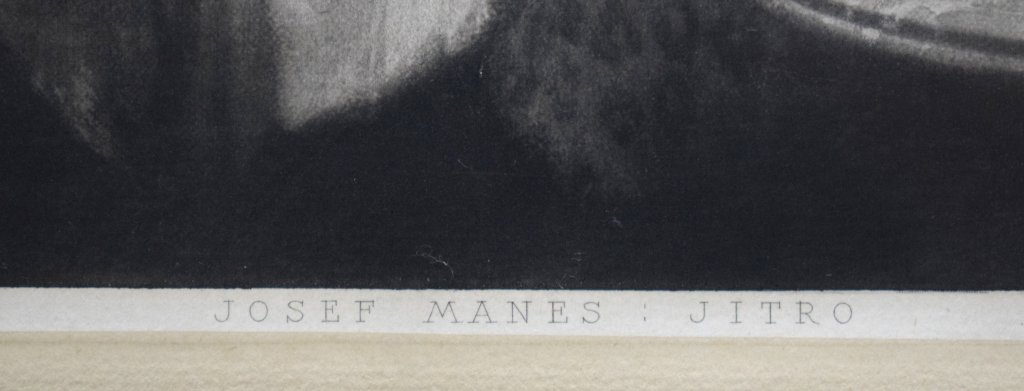 JOSEF MANES : JITRO